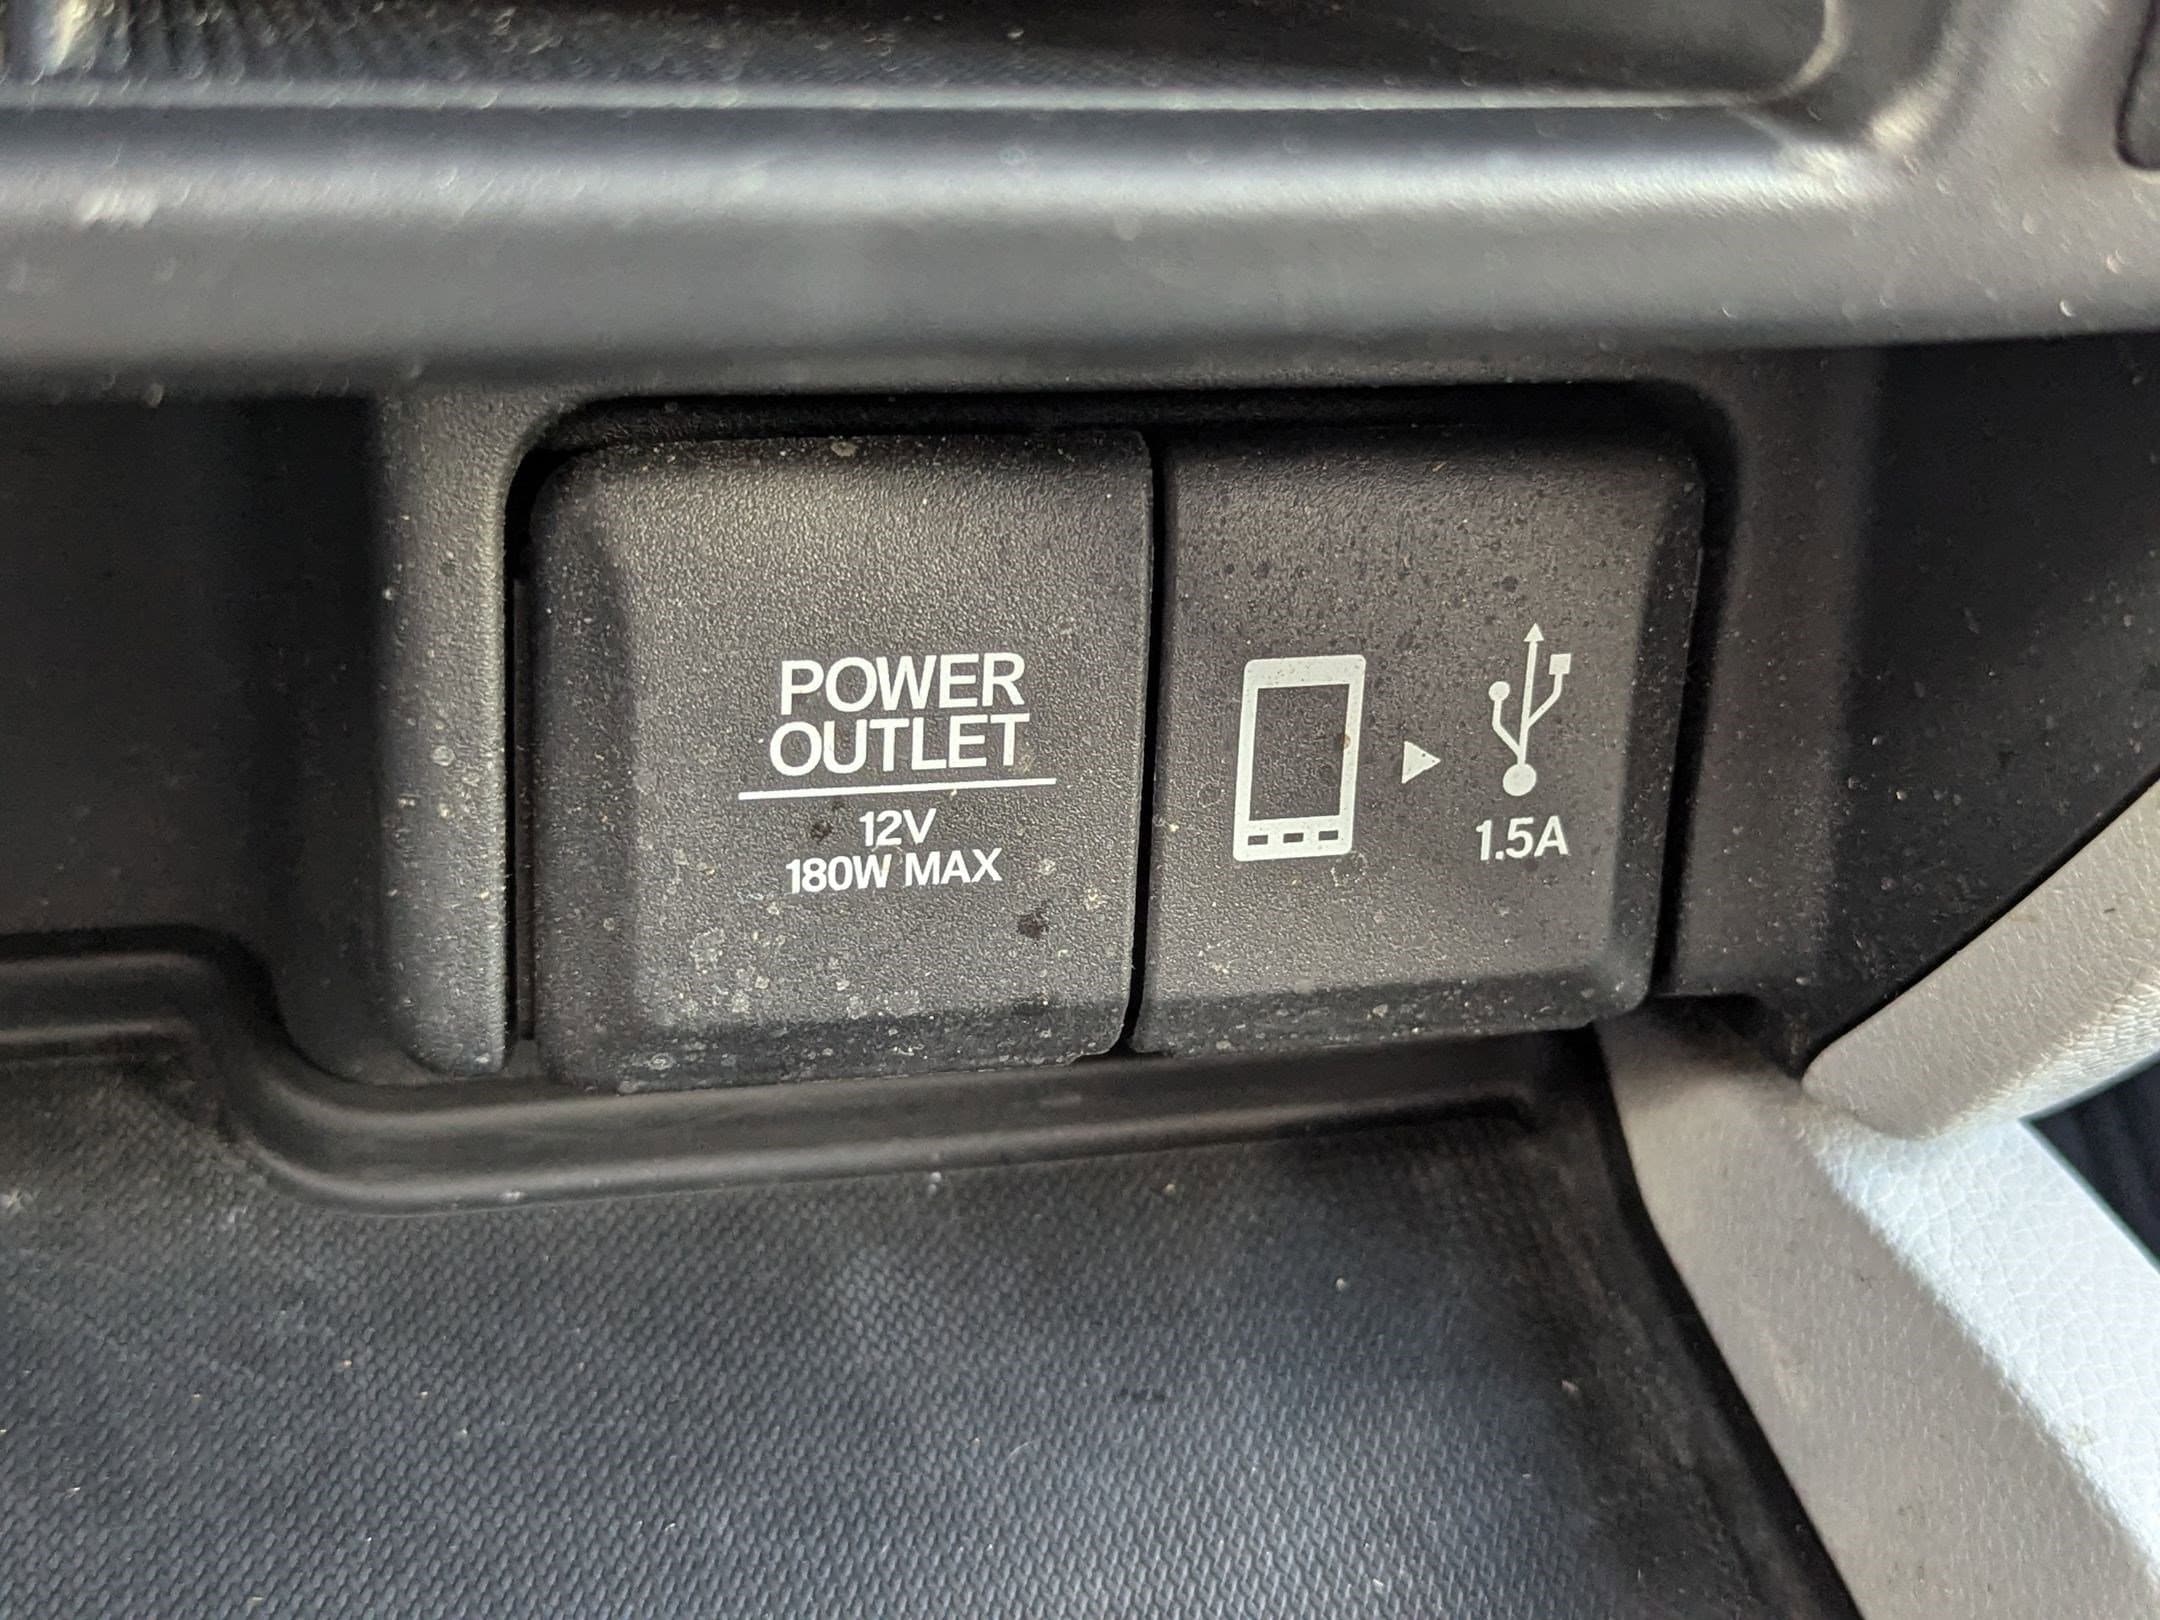 POWER
OUTLET
12V
180W MAX
1.5A